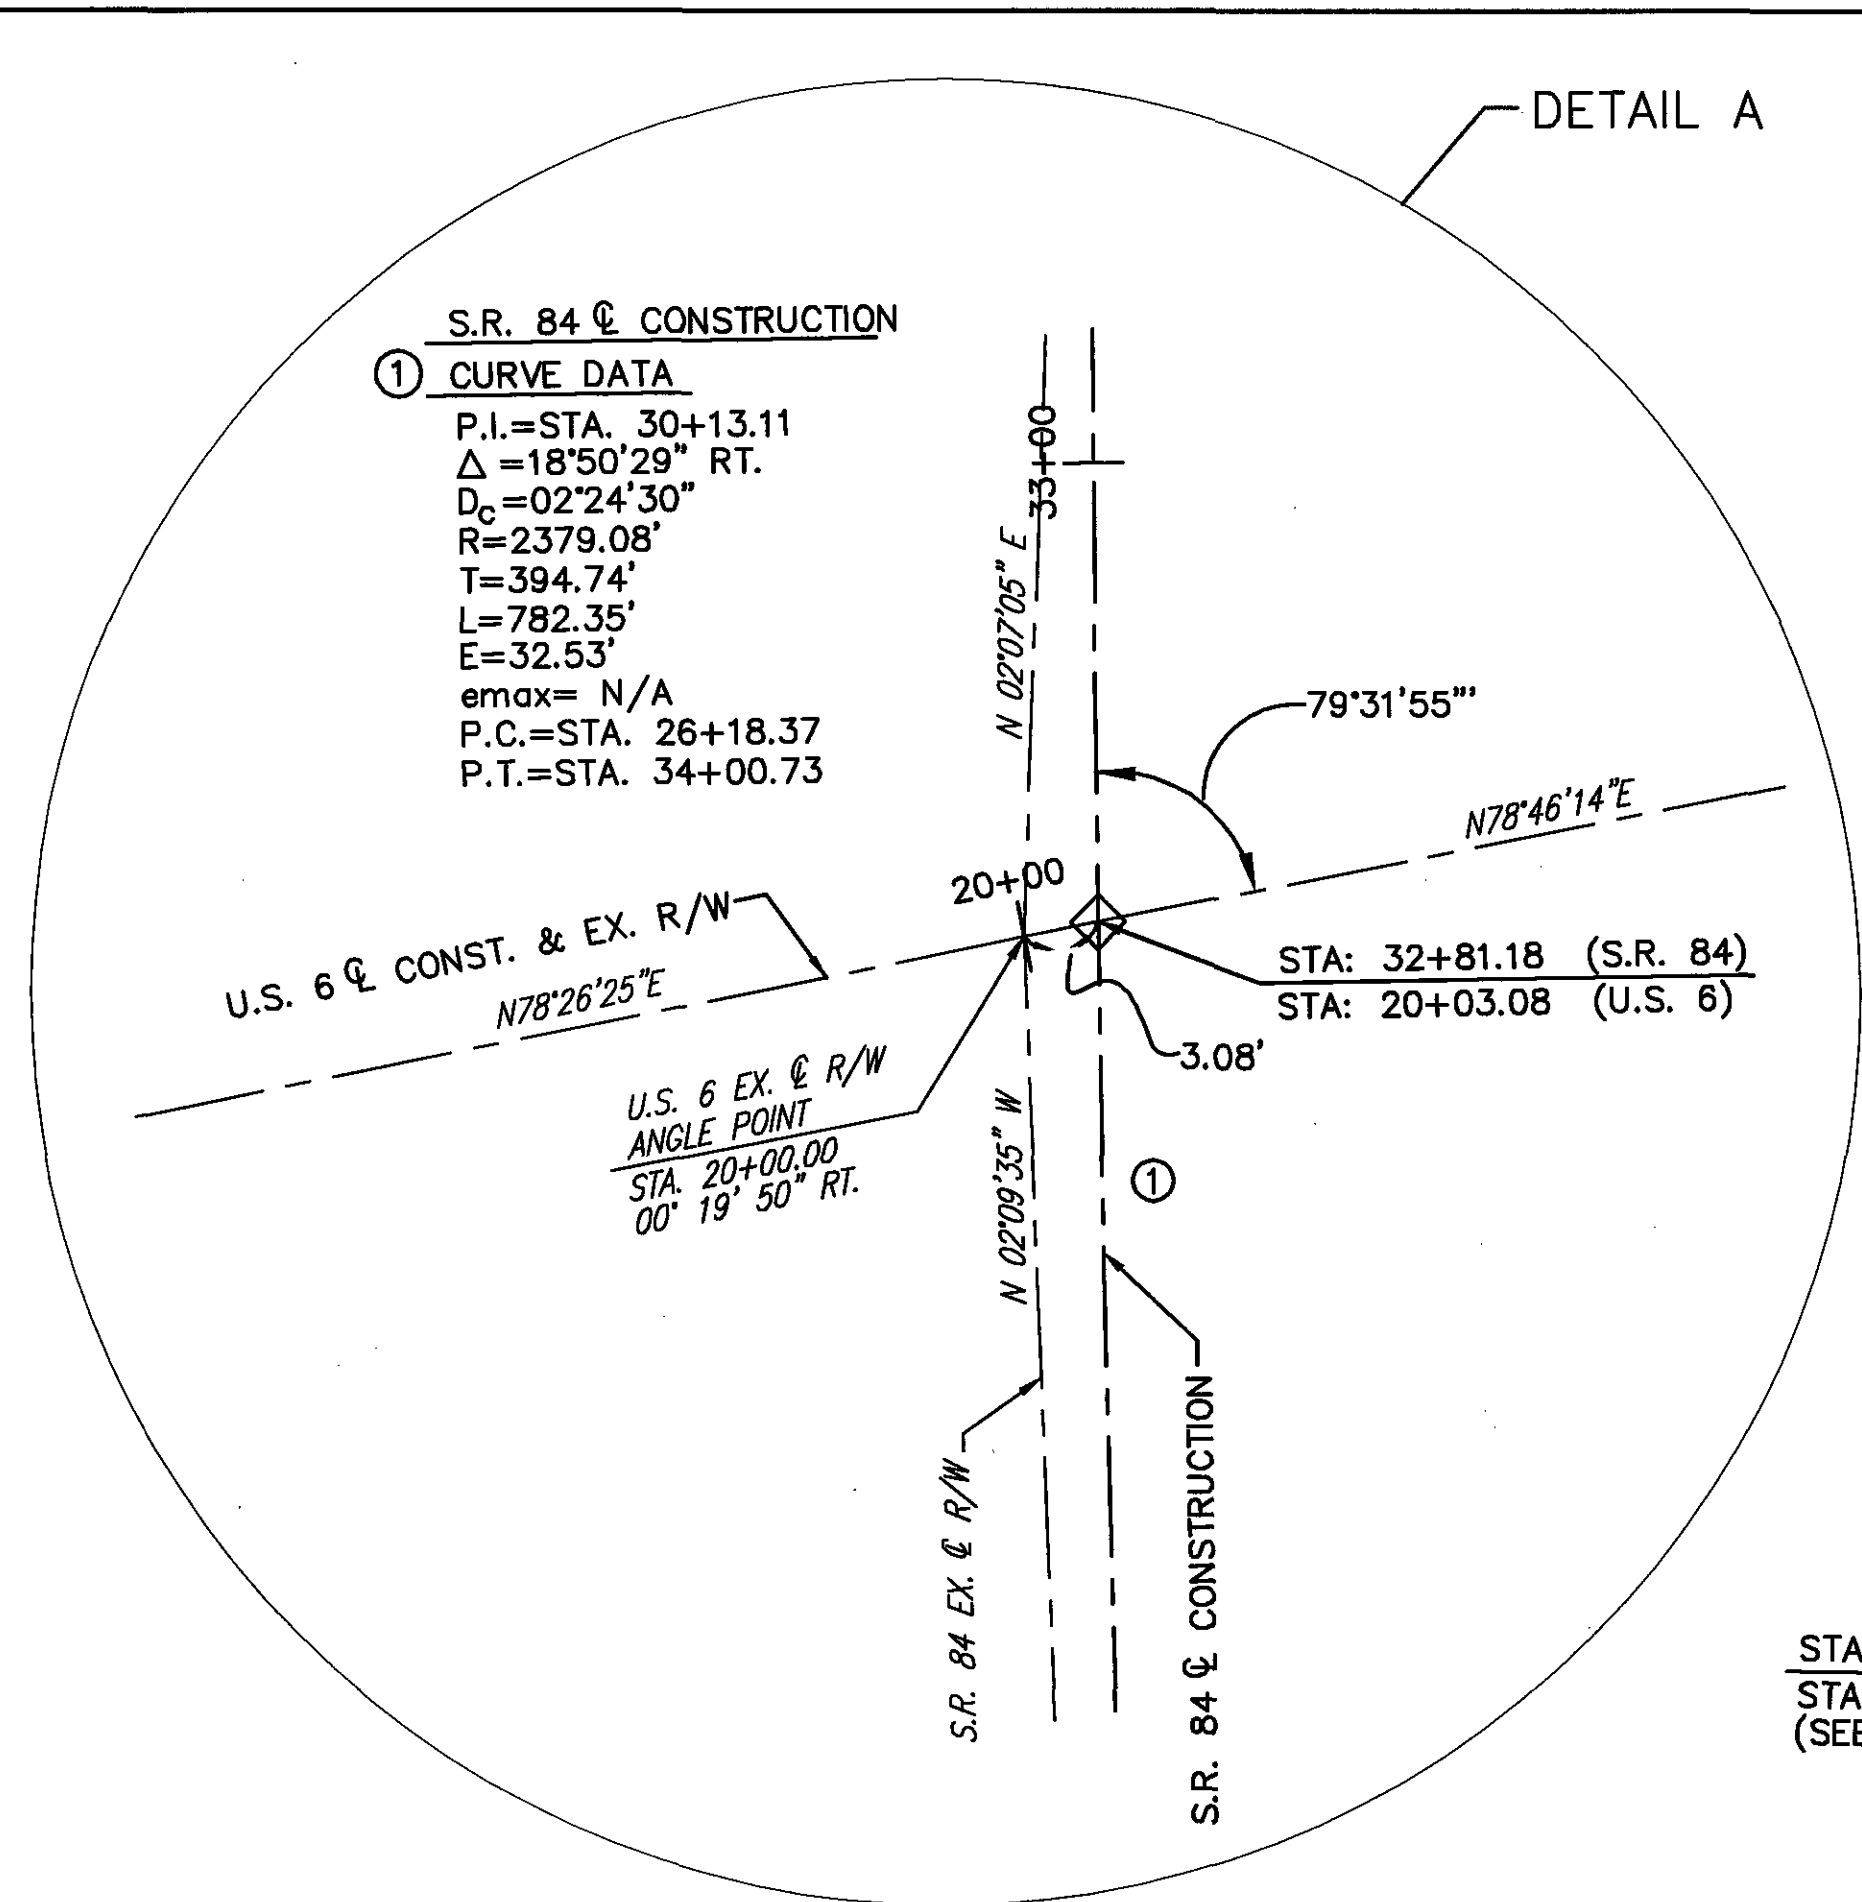 DETAIL A
S.R. 84 ℄ CONSTRUCTION
① CURVE DATA
P.I.=STA. 30+13.11
Δ =18°50'29" RT.
Dc=02°24'30"
R=2379.08'
T=394.74'
L=782.35'
E=32.53'
emax= N/A
P.C.=STA. 26+18.37
P.T.=STA. 34+00.73
33+00
N 02°07'05" E
79°31'55"'
N78°46'14"E
20+00
U.S. 6 ℄ CONST. & EX. R/W
N78°26'25"E
STA: 32+81.18 (S.R. 84)
STA: 20+03.08 (U.S. 6)
3.08'
U.S. 6 EX. ℄ R/W
ANGLE POINT
STA. 20+00.00
00° 19' 50" RT.
N 02°09'35" W
①
S.R. 84 EX. ℄ R/W
S.R. 84 ℄ CONSTRUCTION
STA
STA
(SEE